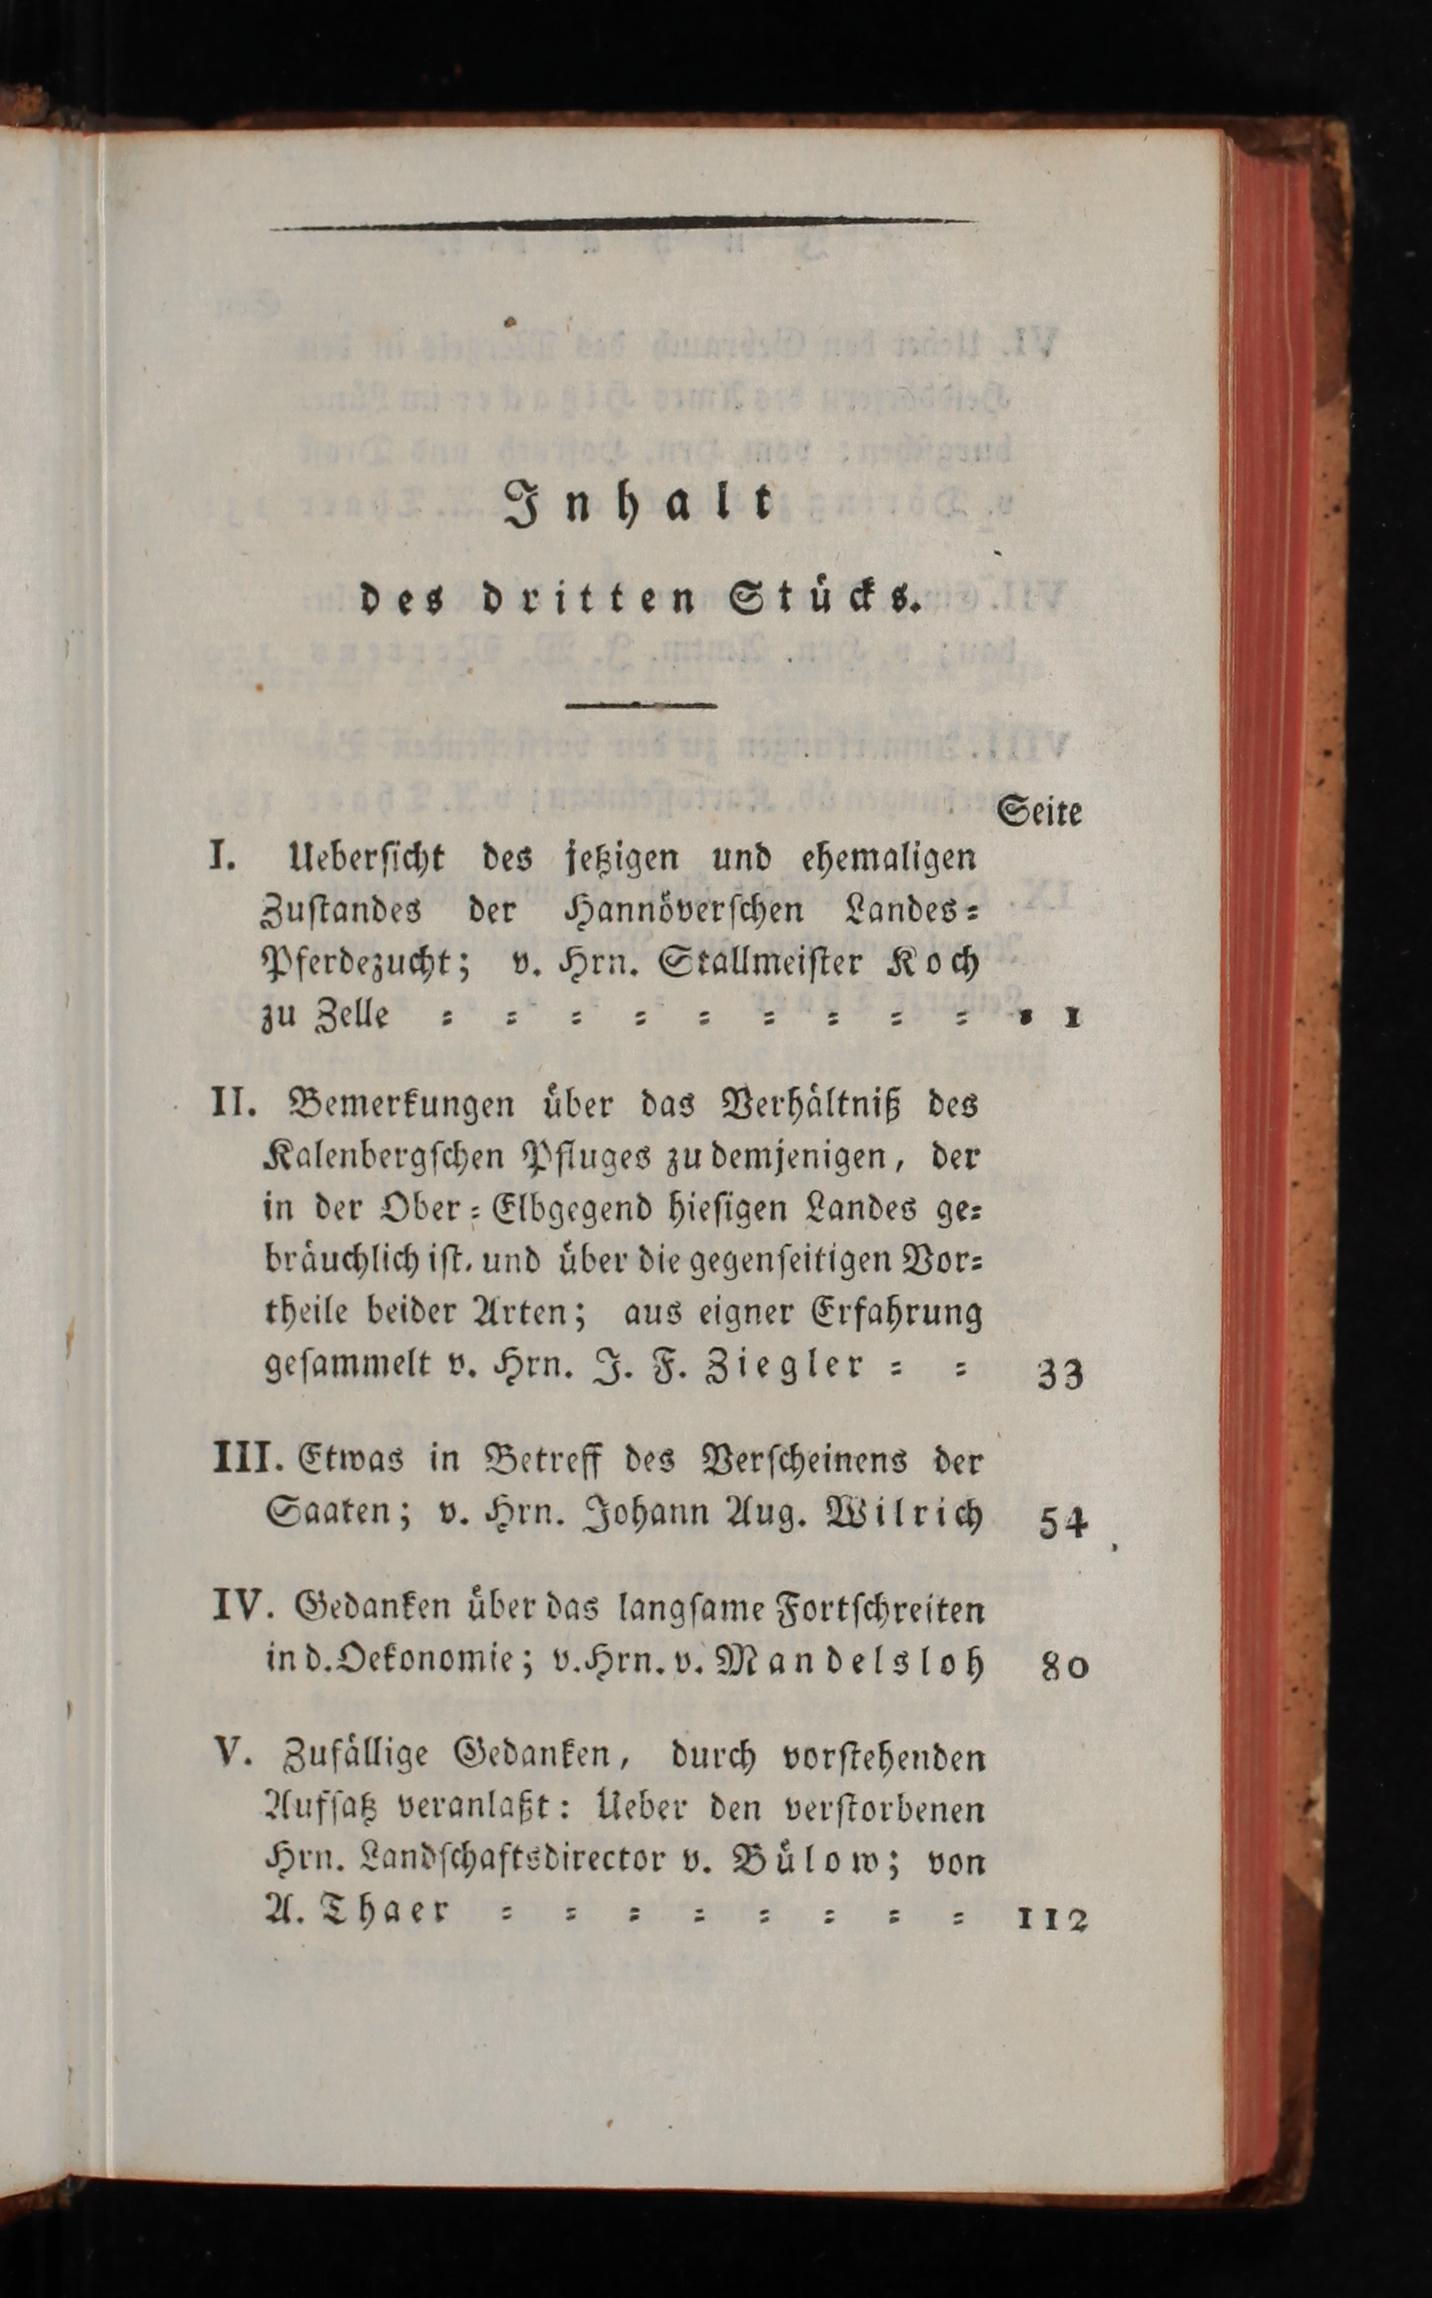 Inhalt
des dritten Stücks.
Seite
I. Ueberſicht des jetzigen und ehemaligen
Zuſtandes der Hannöverſchen Landes=
Pferdezucht; v. Hrn. Stallmeiſter Koch
zu Zelle = = = = = = = = = = 1
II. Bemerkungen über das Verhältniß des
Kalenbergſchen Pfluges zu demjenigen, der
in der Ober=Elbgegend hieſigen Landes ge=
bräuchlich iſt, und über die gegenſeitigen Vor=
theile beider Arten; aus eigner Erfahrung
geſammelt v. Hrn. J. F. Ziegler = = 33
III. Etwas in Betreff des Verſcheinens der
Saaten; v. Hrn. Johann Aug. Wilrich 54
IV. Gedanken über das langſame Fortſchreiten
in d. Oekonomie; v. Hrn. v. Mandelsloh 80
V. Zufällige Gedanken, durch vorſtehenden
Aufſatz veranlaßt: Ueber den verſtorbenen
Hrn. Landſchaftsdirector v. Bülow; von
A. Thaer = = = = = = = = 112